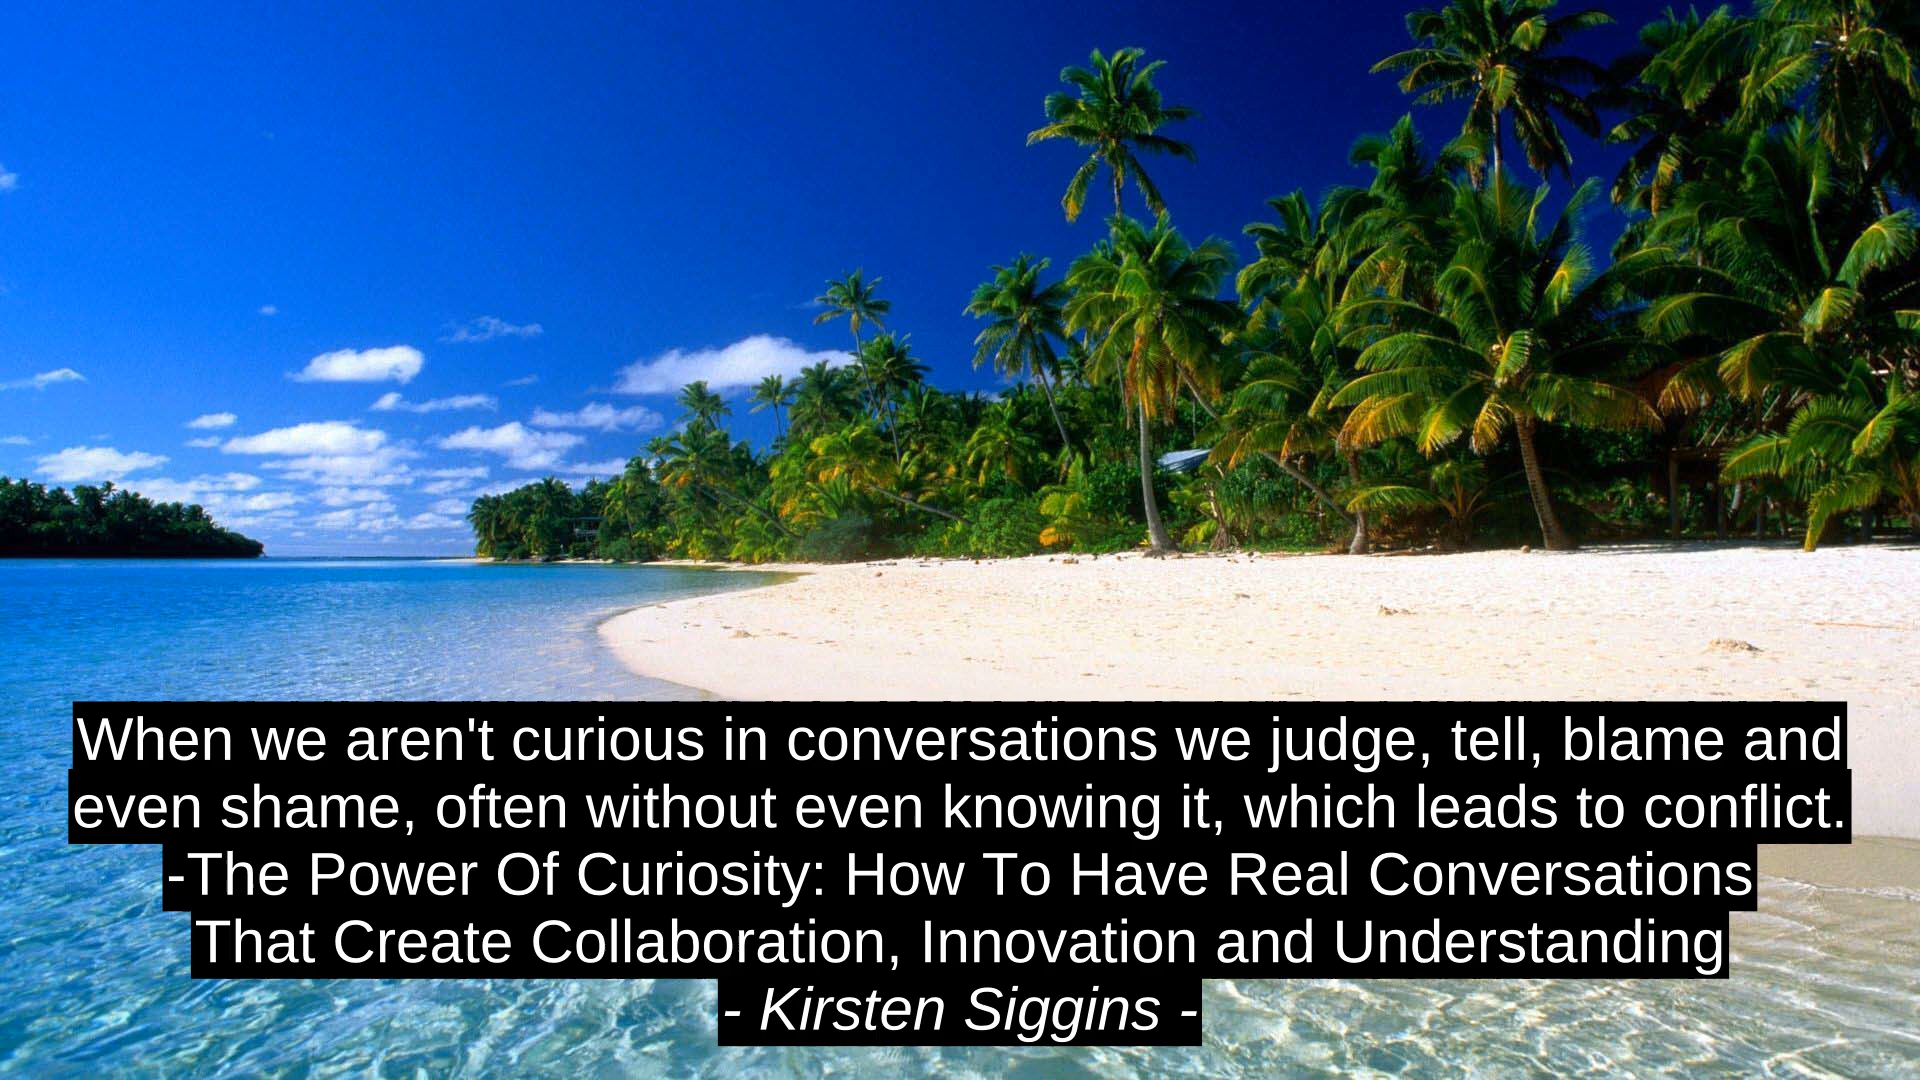 When we aren't curious in conversations we judge, tell, blame and
even shame, often without even knowing it, which leads to conflict.
-The Power Of Curiosity: How To Have Real Conversations
That Create Collaboration, Innovation and Understanding
- Kirsten Siggins -